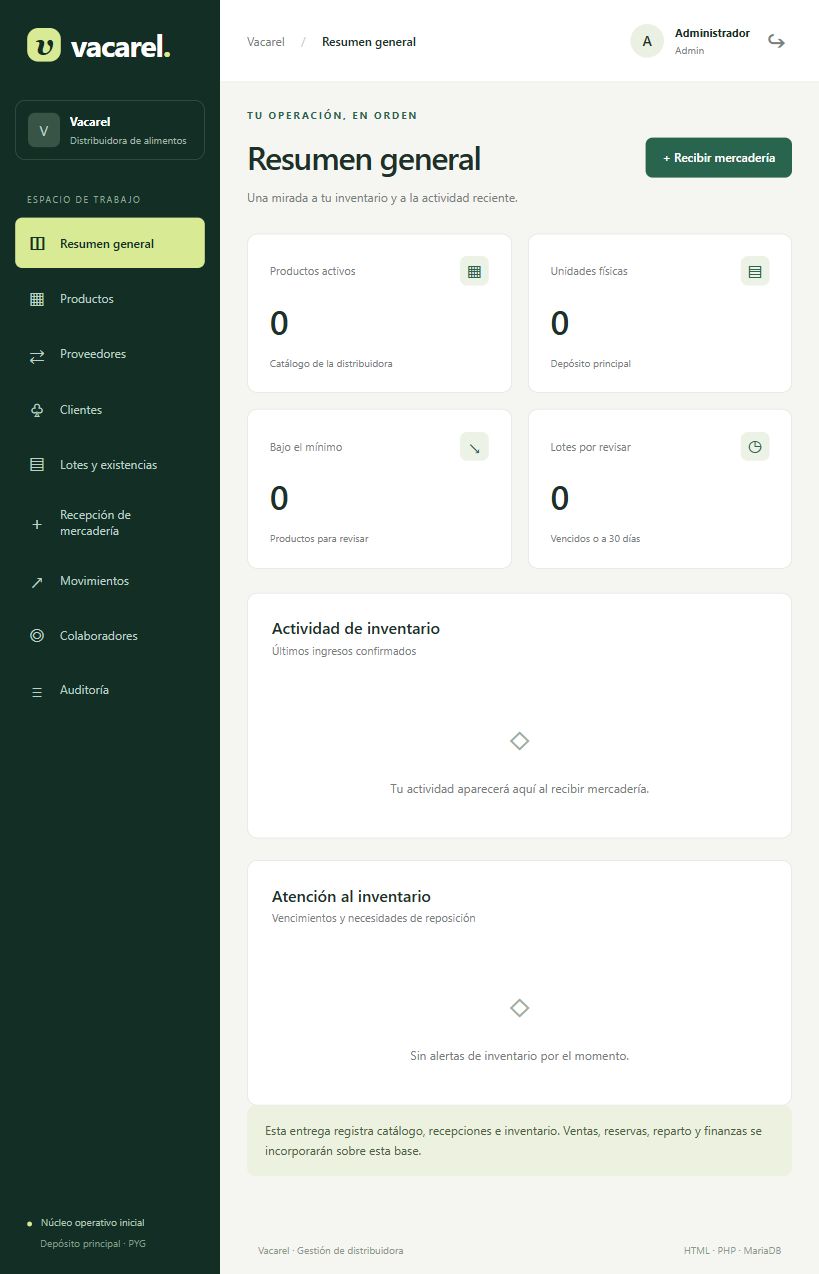 vacarel.
V
Vacarel
Distribuidora de alimentos
ESPACIO DE TRABAJO
Resumen general
Productos
Proveedores
Clientes
Lotes y existencias
Recepción de
mercadería
Movimientos
Colaboradores
Auditoría
Núcleo operativo inicial
Depósito principal · PYG
Vacarel / Resumen general
A
Administrador
Admin
TU OPERACIÓN, EN ORDEN
Resumen general
+ Recibir mercadería
Una mirada a tu inventario y a la actividad reciente.
Productos activos
0
Catálogo de la distribuidora
Unidades físicas
0
Depósito principal
Bajo el mínimo
0
Productos para revisar
Lotes por revisar
0
Vencidos o a 30 días
Actividad de inventario
Últimos ingresos confirmados
Tu actividad aparecerá aquí al recibir mercadería.
Atención al inventario
Vencimientos y necesidades de reposición
Sin alertas de inventario por el momento.
Esta entrega registra catálogo, recepciones e inventario. Ventas, reservas, reparto y finanzas se
incorporarán sobre esta base.
Vacarel · Gestión de distribuidora
HTML · PHP · MariaDB